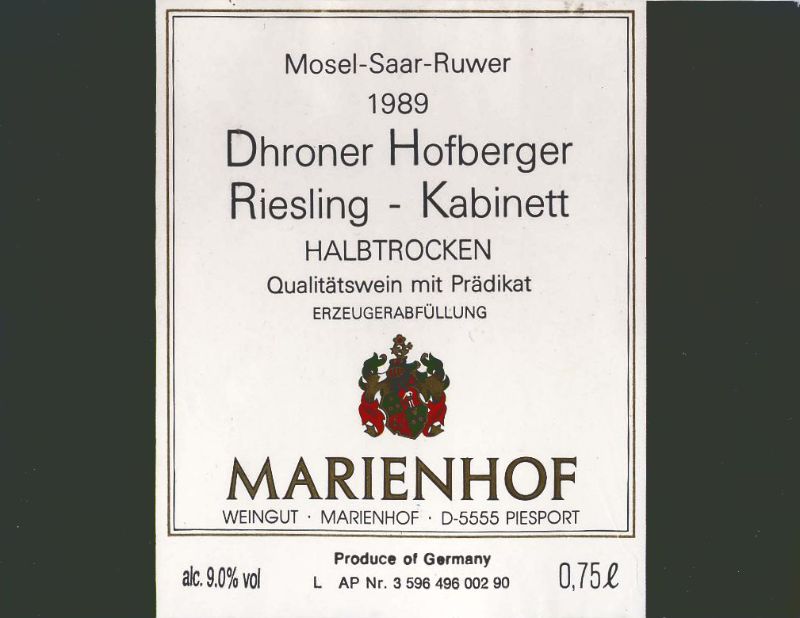 Mosel-Saar-Ruwer
1989
Dhroner Hofberger
Riesling - Kabinett
HALBTROCKEN
Qualitätswein mit Prädikat
ERZEUGERABFÜLLUNG
MARIENHOF
WEINGUT · MARIENHOF · D-5555 PIESPORT
Produce of Germany
alc. 9.0% vol
L AP Nr. 3 596 496 002 90
0,75ℓ